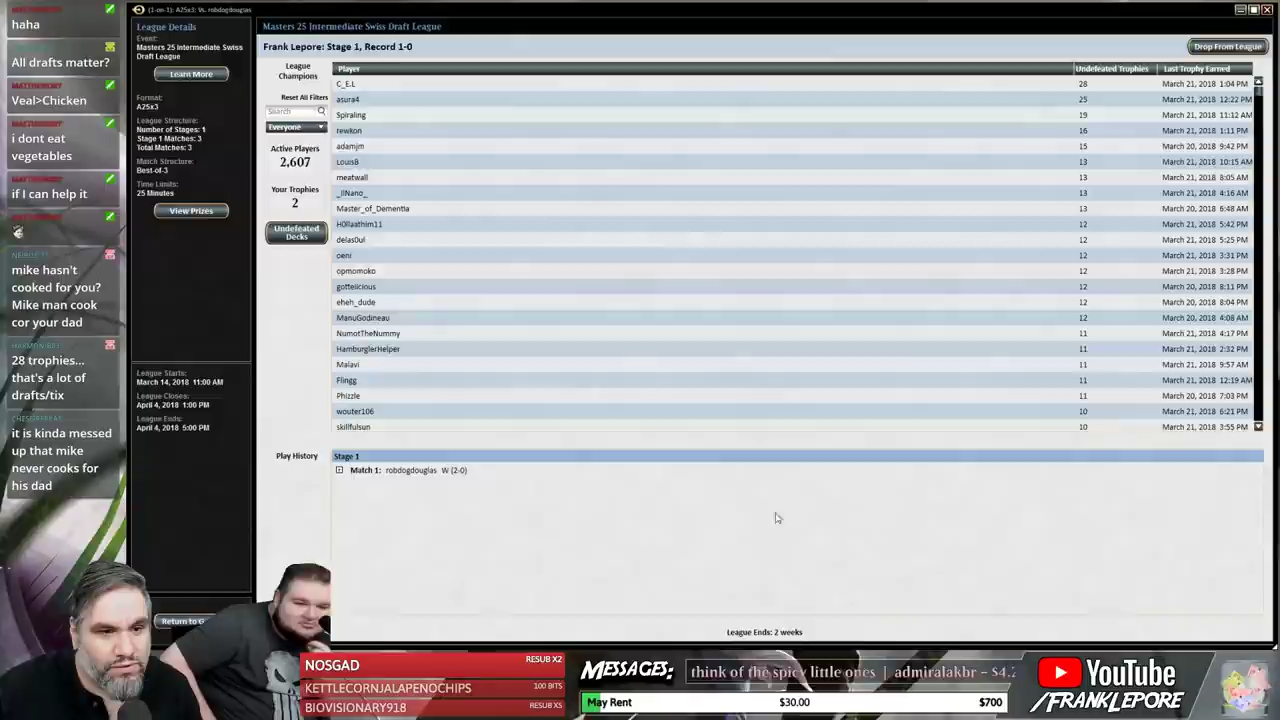 haha
All drafts matter?
Veal>Chicken
i dont eat
vegetables
if I can help it
mike hasn't
cooked for you?
Mike man cook
cor your dad
28 trophies...
that's a lot of
drafts/tix
it is kinda messed
up that mike
never cooks for
his dad
(1-on-1): A25x3: Vs. robdogdouglas
League Details
Event:
Masters 25 Intermediate Swiss
Draft League
Learn More
Format:
A25x3
League Structure:
Number of Stages: 1
Stage 1 Matches: 3
Total Matches: 3
Match Structure:
Best-of-3
Time Limits:
25 Minutes
View Prizes
League Starts:
March 14, 2018 11:00 AM
League Closes:
April 4, 2018 1:00 PM
League Ends:
April 4, 2018 5:00 PM
Return to G
Masters 25 Intermediate Swiss Draft League
Frank Lepore: Stage 1, Record 1-0
Drop From League
League
Champions
Reset All Filters
Search
Everyone
Active Players
2,607
Your Trophies
2
Undefeated
Decks
Player Undefeated Trophies Last Trophy Earned
C_E.L 28 March 21, 2018 1:04 PM
asura4 25 March 21, 2018 12:22 PM
Spiraling 19 March 21, 2018 11:12 AM
rewkon 16 March 21, 2018 1:11 PM
adamjm 15 March 20, 2018 9:42 PM
LouisB 13 March 21, 2018 10:15 AM
meatwall 13 March 21, 2018 8:05 AM
_IlNano_ 13 March 21, 2018 4:16 AM
Master_of_Dementia 13 March 20, 2018 6:48 AM
H0llaathim11 12 March 21, 2018 5:42 PM
delas0ul 12 March 21, 2018 5:25 PM
oeni 12 March 21, 2018 3:31 PM
opmomoko 12 March 21, 2018 3:28 PM
gottelicious 12 March 20, 2018 8:11 PM
eheh_dude 12 March 20, 2018 8:04 PM
ManuGodineau 12 March 20, 2018 4:08 AM
NumotTheNummy 11 March 21, 2018 4:17 PM
HamburglerHelper 11 March 21, 2018 2:32 PM
Malavi 11 March 21, 2018 9:57 AM
Flingg 11 March 21, 2018 12:19 AM
Phizzle 11 March 20, 2018 7:03 PM
wouter106 10 March 21, 2018 6:21 PM
skillfulsun 10 March 21, 2018 3:55 PM
Play History
Stage 1
Match 1: robdogdouglas W (2-0)
League Ends: 2 weeks
NOSGAD RESUB X2
KETTLECORNJALAPENOCHIPS 100 BITS
BIOVISIONARY918 RESUB X5
MESSAGES: think of the spicy little ones | admiralakbr - $4.2
May Rent $30.00 $700
YouTube
/FRANKLEPORE